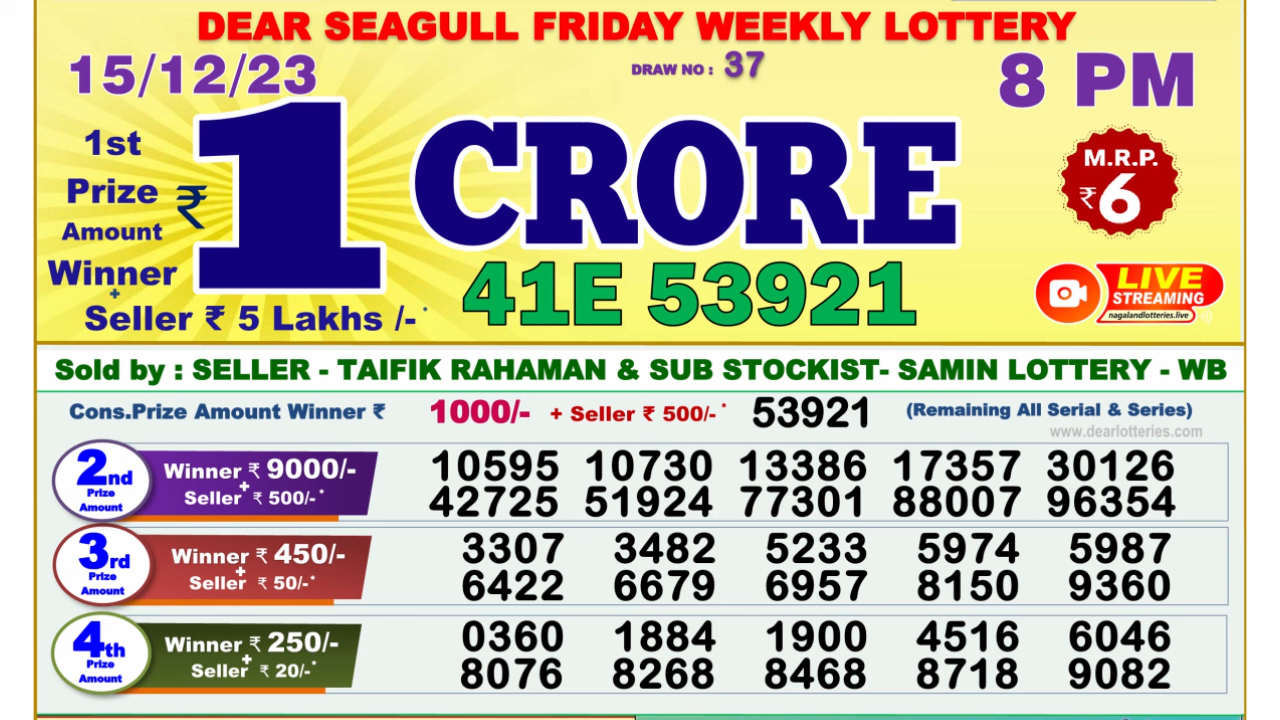 DEAR SEAGULL FRIDAY WEEKLY LOTTERY
15/12/23
DRAW NO : 37
8 PM
1st
Prize
Amount
Winner
+
Seller ₹ 5 Lakhs /-*
₹ 1 CRORE
41E 53921
M.R.P.
₹6
LIVE
STREAMING
nagalandlotteries.live
Sold by : SELLER - TAIFIK RAHAMAN & SUB STOCKIST- SAMIN LOTTERY - WB
Cons.Prize Amount Winner ₹ 1000/- + Seller ₹ 500/-* 53921 (Remaining All Serial & Series)
www.dearlotteries.com
2nd
Prize
Amount
Winner ₹ 9000/-
+
Seller ₹ 500/-*
10595 10730 13386 17357 30126
42725 51924 77301 88007 96354
3rd
Prize
Amount
Winner ₹ 450/-
+
Seller ₹ 50/-*
3307 3482 5233 5974 5987
6422 6679 6957 8150 9360
4th
Prize
Amount
Winner ₹ 250/-
+
Seller ₹ 20/-*
0360 1884 1900 4516 6046
8076 8268 8468 8718 9082